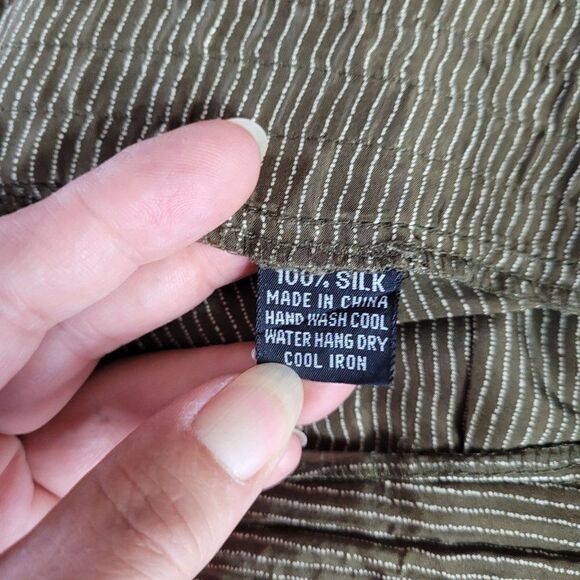 100% SILK
MADE IN CHINA
HAND WASH COOL
WATER HANG DRY
COOL IRON